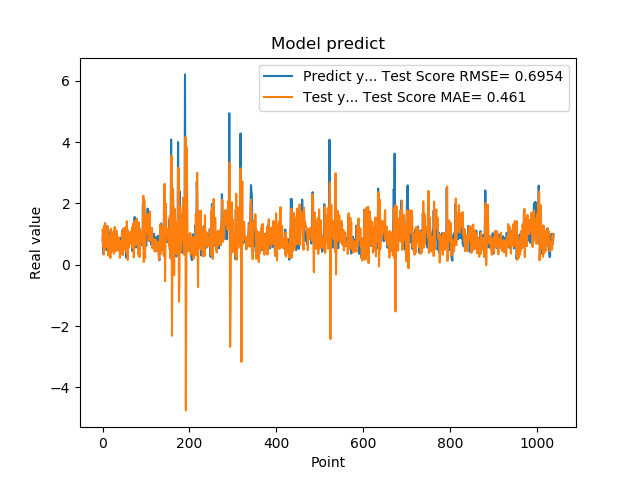 Model predict
Predict y... Test Score RMSE= 0.6954
Test y... Test Score MAE= 0.461
Real value
6
4
2
0
−2
−4
0 200 400 600 800 1000
Point